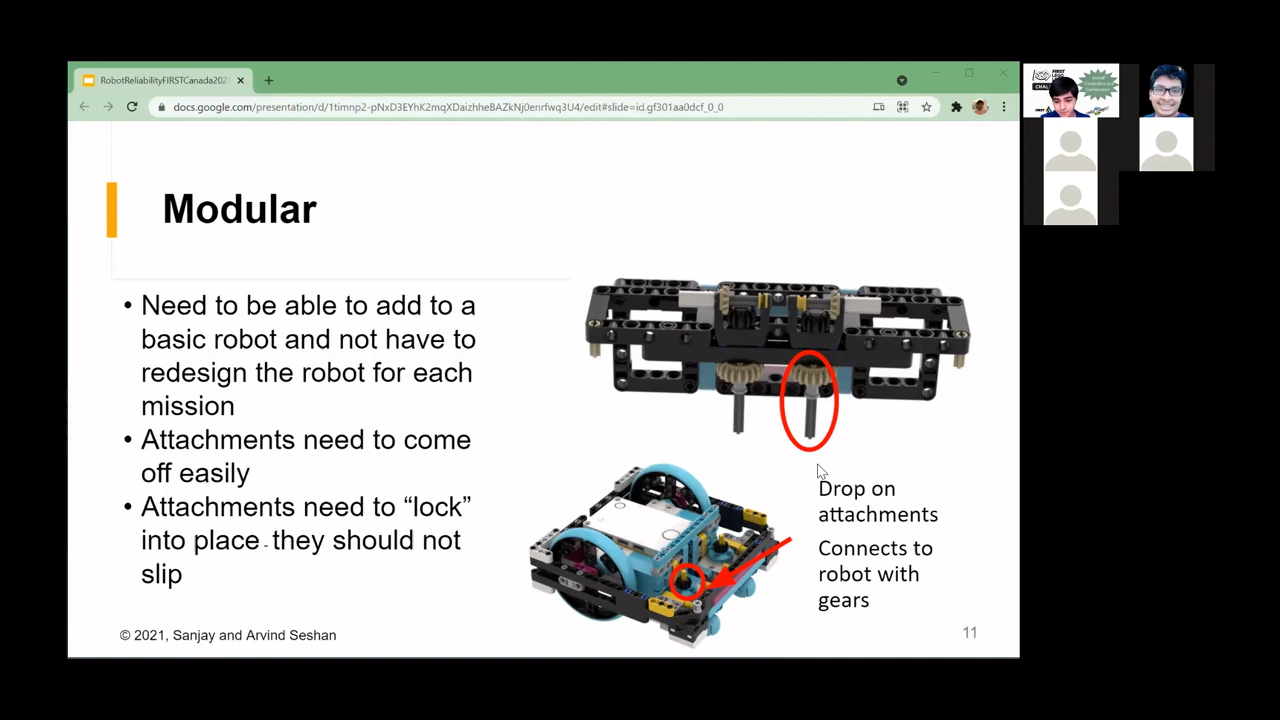 RobotReliabilityFIRSTCanada202
docs.google.com/presentation/d/1timnp2-pNxD3EYhK2mqXDaizhheBAZkNj0enrfwq3U4/edit#slide=id.gf301aa0dcf_0_0
Modular
• Need to be able to add to a
basic robot and not have to
redesign the robot for each
mission
• Attachments need to come
off easily
• Attachments need to “lock”
into place - they should not
slip
Drop on
attachments
Connects to
robot with
gears
© 2021, Sanjay and Arvind Seshan
11